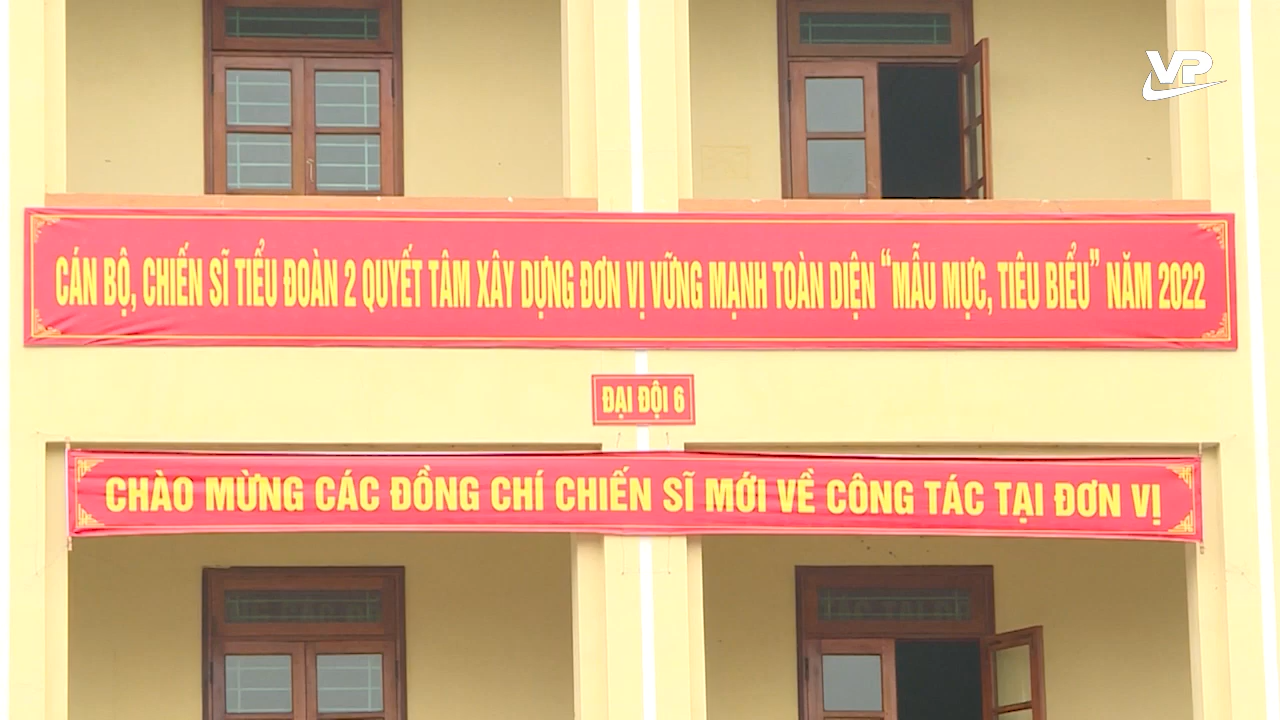 VP
CÁN BỘ, CHIẾN SĨ TIỂU ĐOÀN 2 QUYẾT TÂM XÂY DỰNG ĐƠN VỊ VỮNG MẠNH TOÀN DIỆN “MẪU MỰC, TIÊU BIỂU” NĂM 2022
ĐẠI ĐỘI 6
CHÀO MỪNG CÁC ĐỒNG CHÍ CHIẾN SĨ MỚI VỀ CÔNG TÁC TẠI ĐƠN VỊ